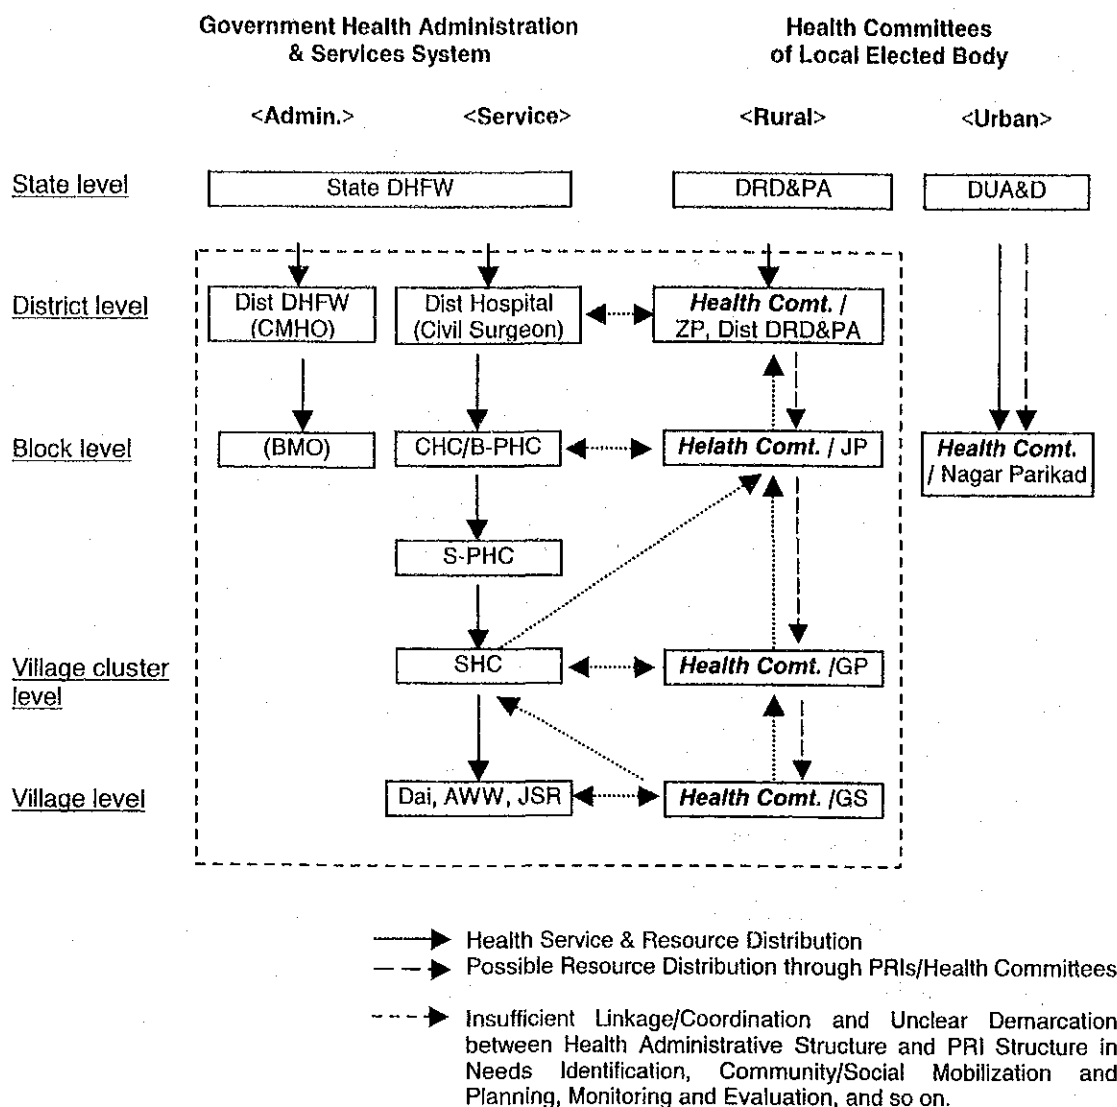 Government Health Administration
& Services System
Health Committees
of Local Elected Body
<Admin.>
<Service>
<Rural>
<Urban>
State level
State DHFW
DRD&PA
DUA&D
District level
Dist DHFW
(CMHO)
Dist Hospital
(Civil Surgeon)
Health Comt. /
ZP, Dist DRD&PA
Block level
(BMO)
CHC/B-PHC
Helath Comt. / JP
Health Comt.
/ Nagar Parikad
S-PHC
Village cluster
level
SHC
Health Comt. /GP
Village level
Dai, AWW, JSR
Health Comt. /GS
Health Service & Resource Distribution
Possible Resource Distribution through PRIs/Health Committees
Insufficient Linkage/Coordination and Unclear Demarcation
between Health Administrative Structure and PRI Structure in
Needs Identification, Community/Social Mobilization and
Planning, Monitoring and Evaluation, and so on.